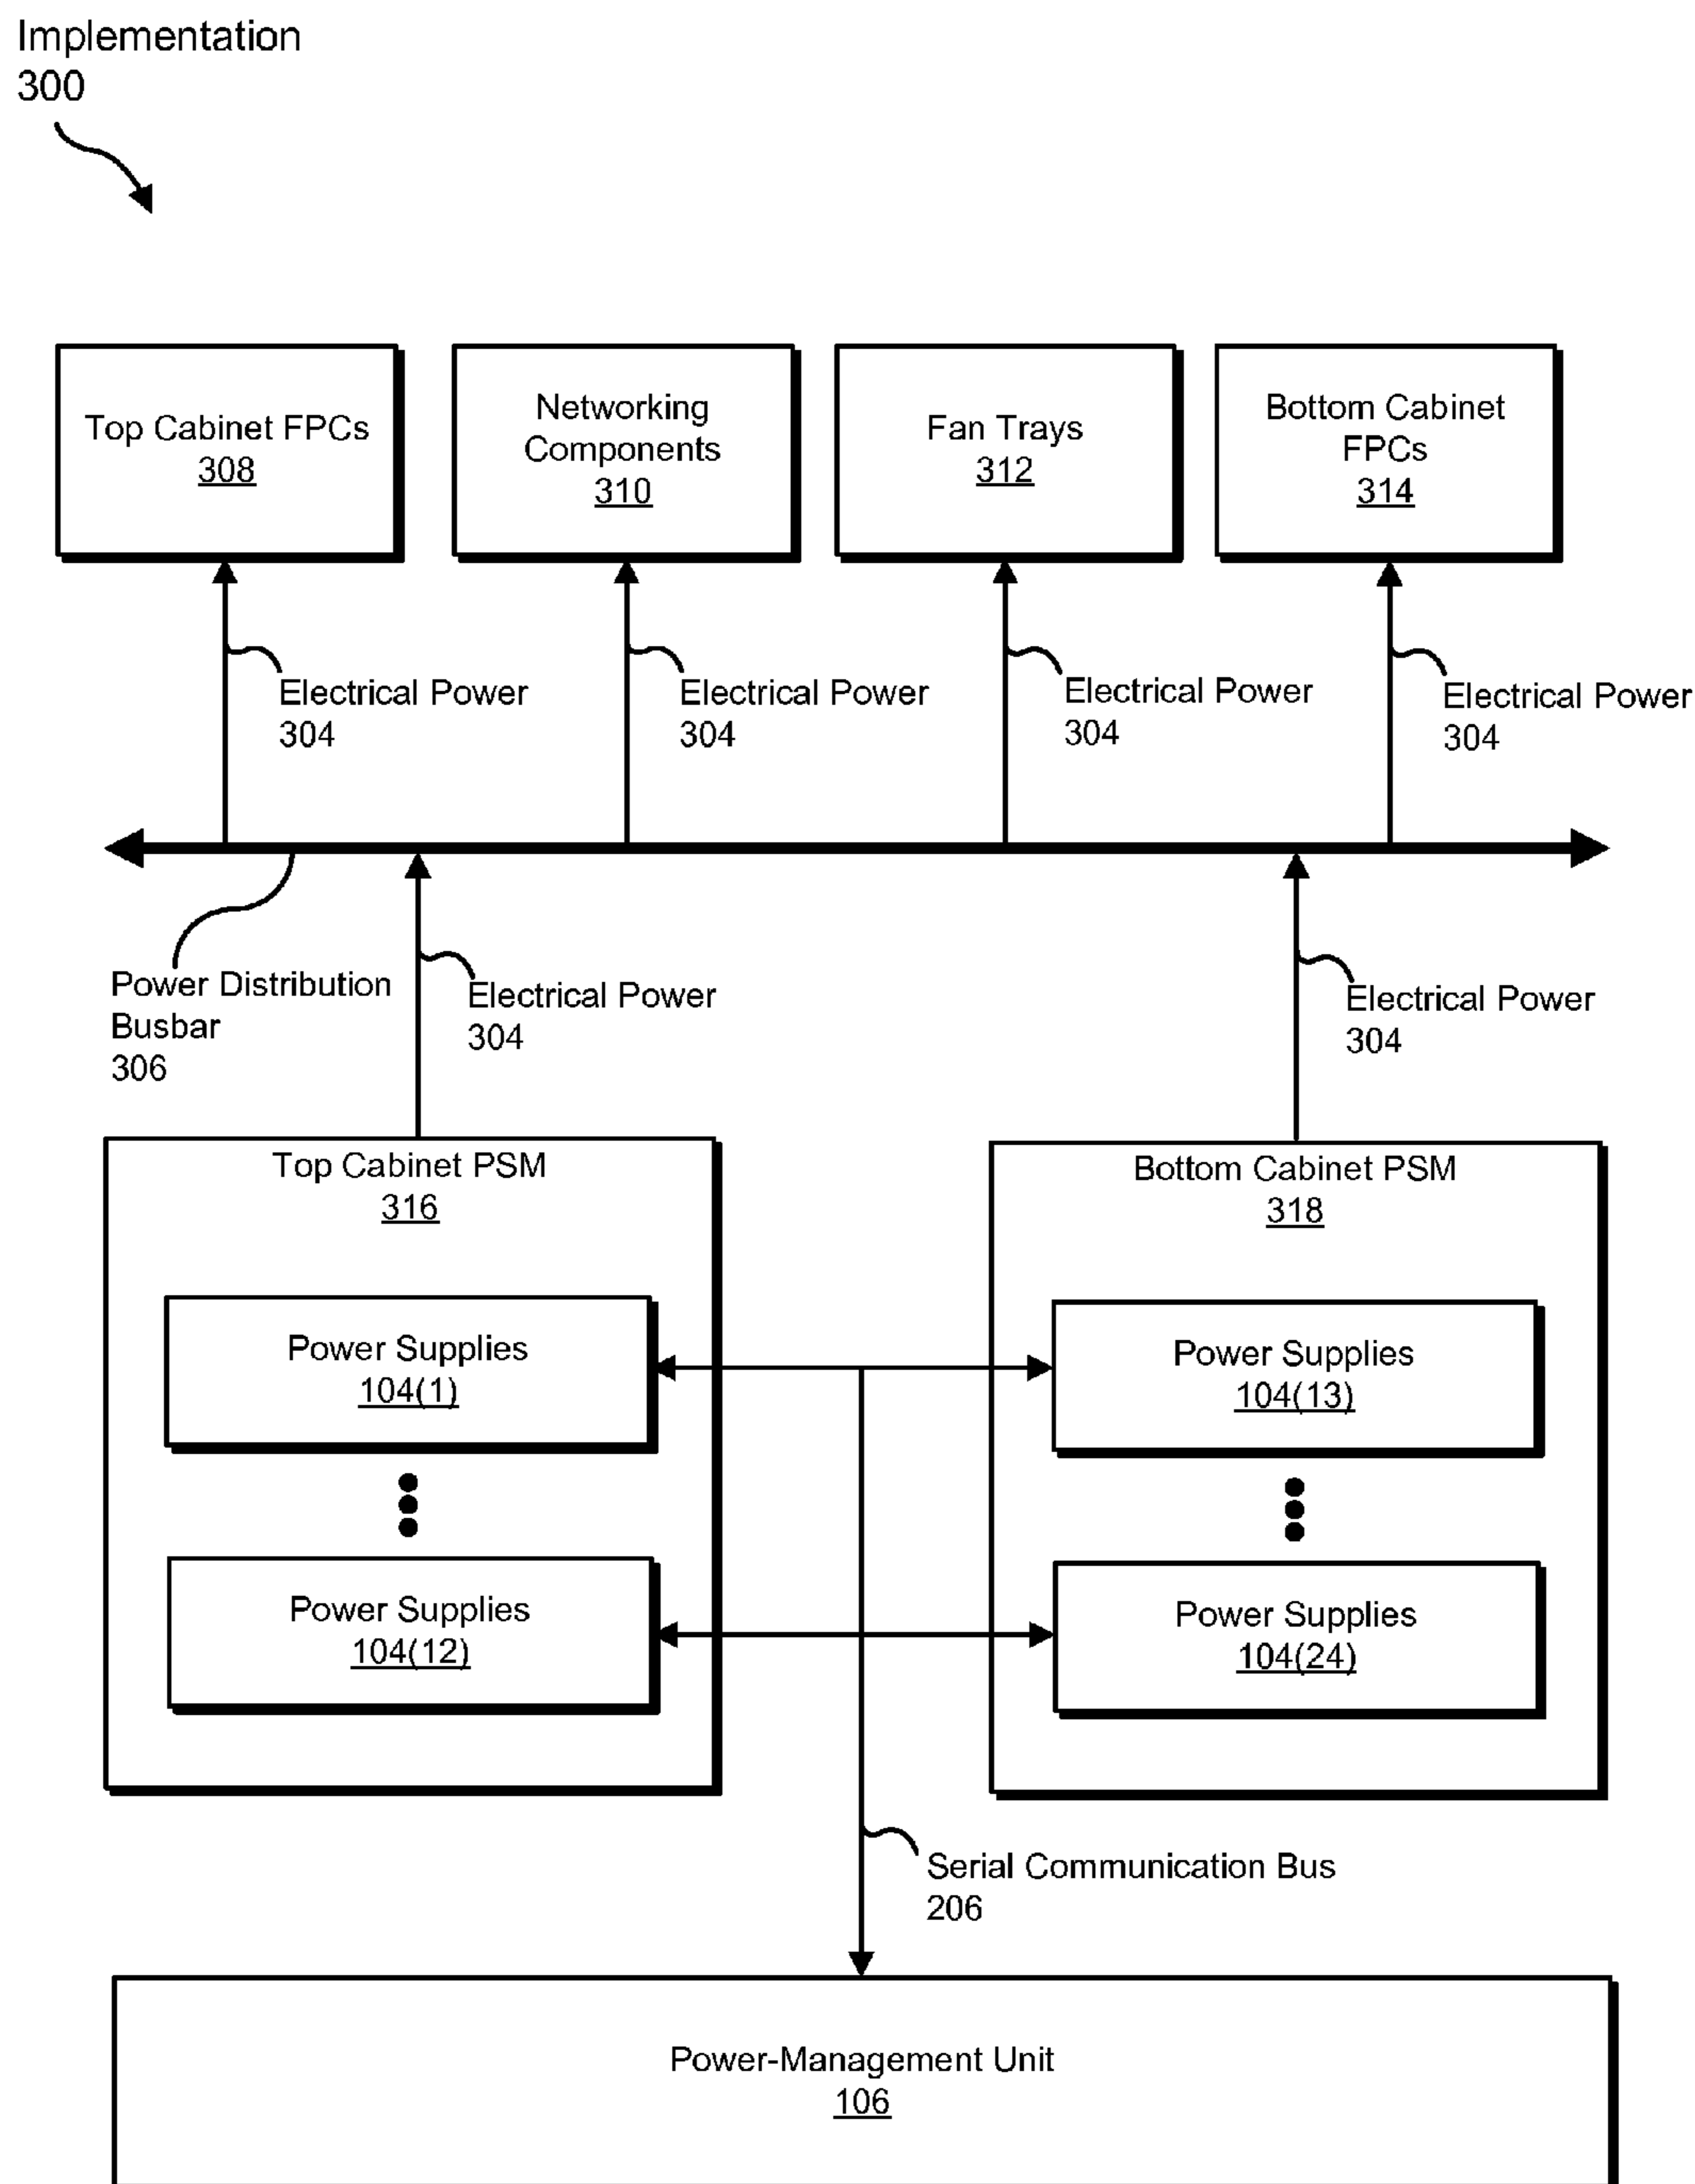 Implementation
300
Top Cabinet FPCs
308
Networking
Components
310
Fan Trays
312
Bottom Cabinet
FPCs
314
Electrical Power
304
Electrical Power
304
Electrical Power
304
Electrical Power
304
Power Distribution
Busbar
306
Electrical Power
304
Electrical Power
304
Top Cabinet PSM
316
Power Supplies
104(1)
Power Supplies
104(12)
Bottom Cabinet PSM
318
Power Supplies
104(13)
Power Supplies
104(24)
Serial Communication Bus
206
Power-Management Unit
106